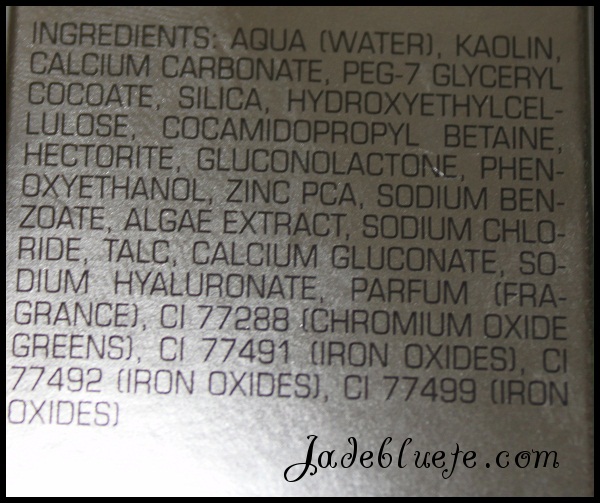 INGREDIENTS: AQUA (WATER), KAOLIN,
CALCIUM CARBONATE, PEG-7 GLYCERYL
COCOATE, SILICA, HYDROXYETHYLCEL-
LULOSE, COCAMIDOPROPYL BETAINE,
HECTORITE, GLUCONOLACTONE, PHEN-
OXYETHANOL, ZINC PCA, SODIUM BEN-
ZOATE, ALGAE EXTRACT, SODIUM CHLO-
RIDE, TALC, CALCIUM GLUCONATE, SO-
DIUM HYALURONATE, PARFUM (FRA-
GRANCE), CI 77288 (CHROMIUM OXIDE
GREENS), CI 77491 (IRON OXIDES), CI
77492 (IRON OXIDES), CI 77499 (IRON
OXIDES)
Jadeblueje.com